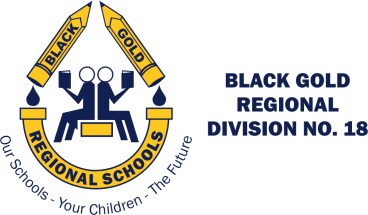 BLACK GOLD
REGIONAL SCHOOLS
Our Schools - Your Children - The Future
BLACK GOLD
REGIONAL
DIVISION NO. 18